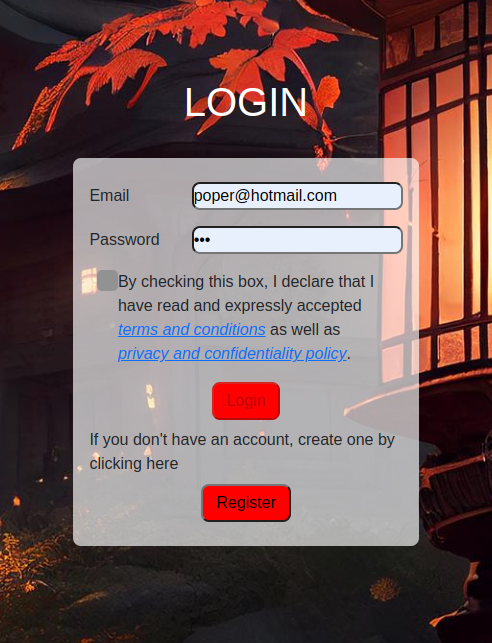 LOGIN
Email poper@hotmail.com
Password •••
By checking this box, I declare that I
have read and expressly accepted
terms and conditions as well as
privacy and confidentiality policy.
Login
If you don't have an account, create one by
clicking here
Register